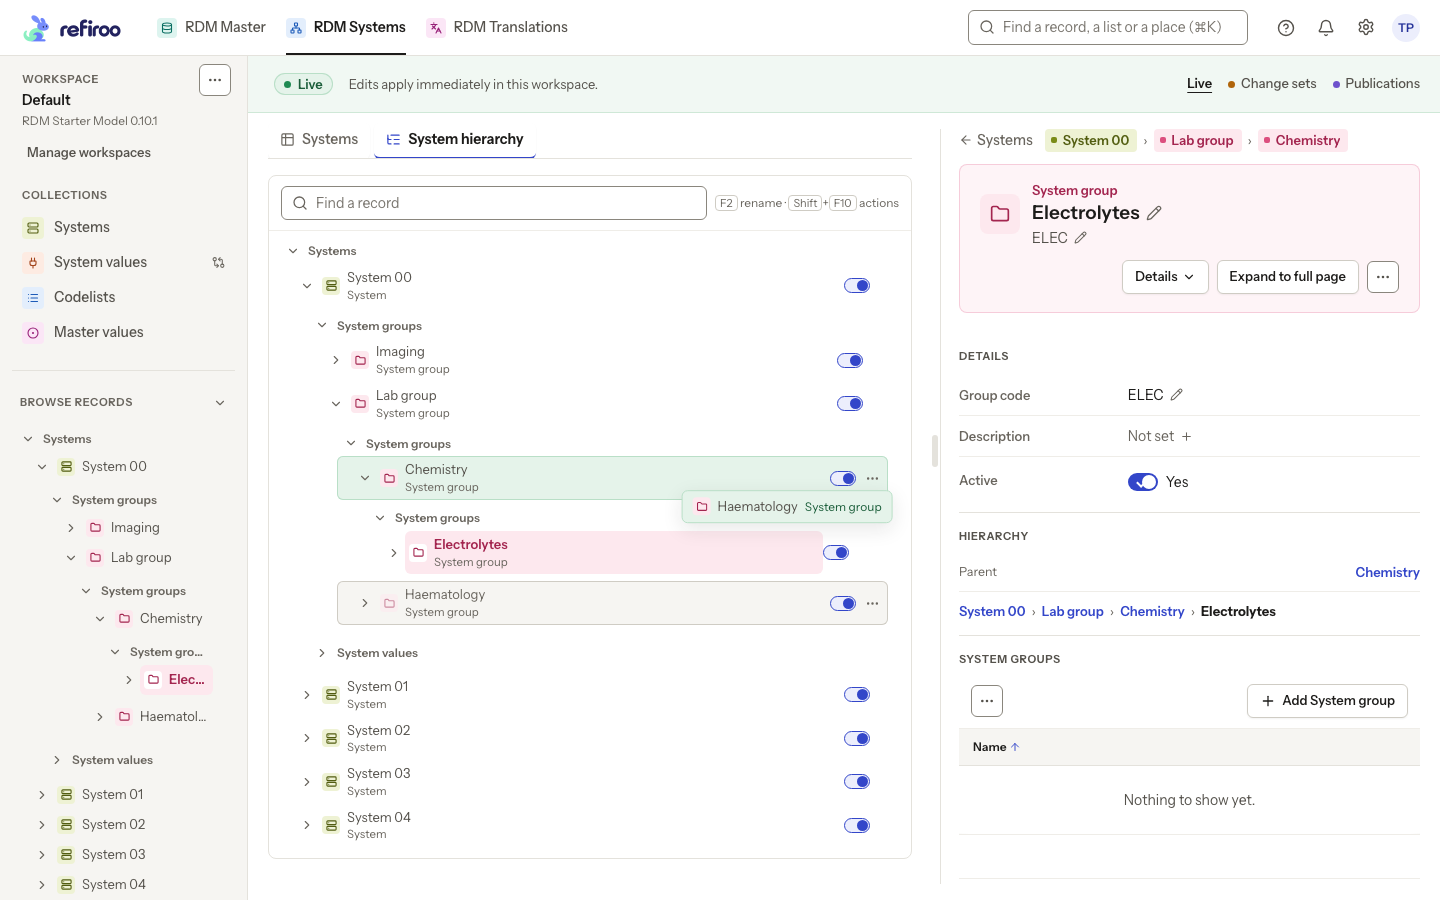 refiroo
RDM Master
RDM Systems
RDM Translations
Find a record, a list or a place (⌘K)
TP
WORKSPACE
Default
RDM Starter Model 0.10.1
Manage workspaces
COLLECTIONS
Systems
System values
Codelists
Master values
BROWSE RECORDS
Systems
System 00
System groups
Imaging
Lab group
System groups
Chemistry
System gro...
Elec...
Haematol...
System values
System 01
System 02
System 03
System 04
Live
Edits apply immediately in this workspace.
Live
Change sets
Publications
Systems
System hierarchy
Find a record
F2 rename · Shift + F10 actions
Systems
System 00
System
System groups
Imaging
System group
Lab group
System group
System groups
Chemistry
System group
Haematology System group
System groups
Electrolytes
System group
Haematology
System group
System values
System 01
System
System 02
System
System 03
System
System 04
System
← Systems System 00 › Lab group › Chemistry
System group
Electrolytes
ELEC
Details
Expand to full page
DETAILS
Group code
ELEC
Description
Not set
Active
Yes
HIERARCHY
Parent
Chemistry
System 00 › Lab group › Chemistry › Electrolytes
SYSTEM GROUPS
Add System group
Name ↑
Nothing to show yet.